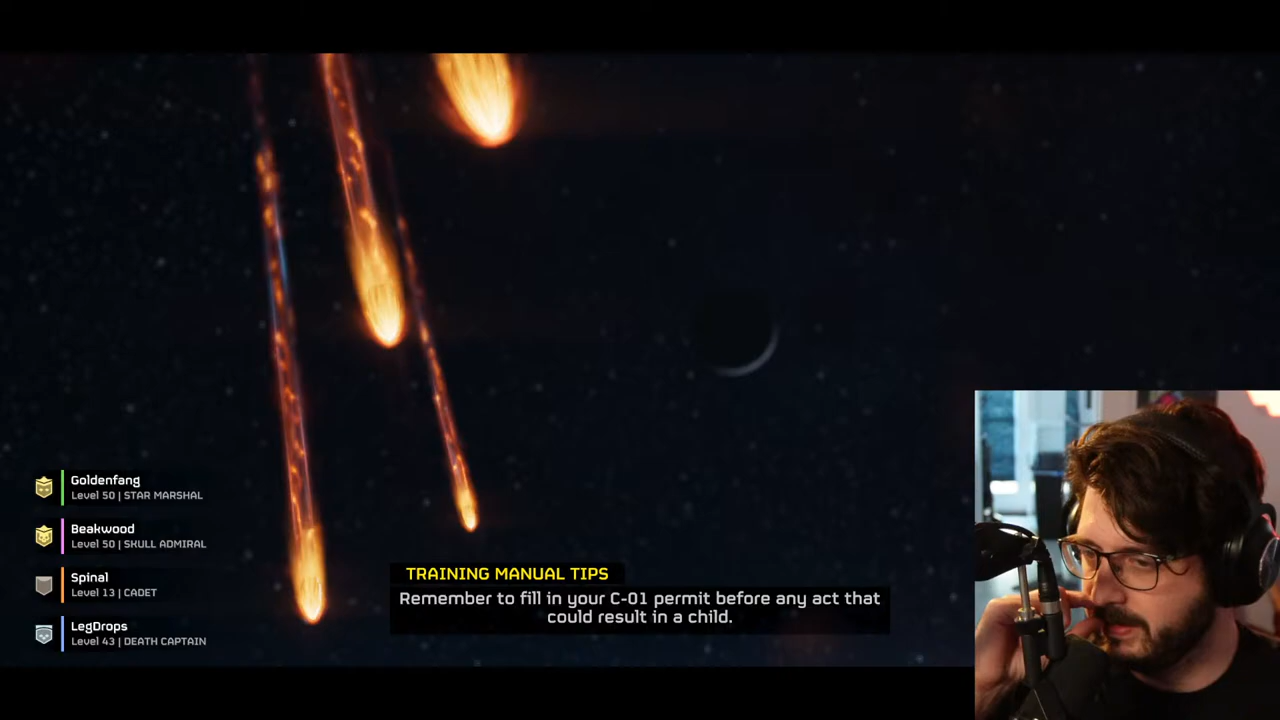 Goldenfang
Level 50 | STAR MARSHAL
Beakwood
Level 50 | SKULL ADMIRAL
Spinal
Level 13 | CADET
LegDrops
Level 43 | DEATH CAPTAIN
TRAINING MANUAL TIPS
Remember to fill in your C-01 permit before any act that
could result in a child.